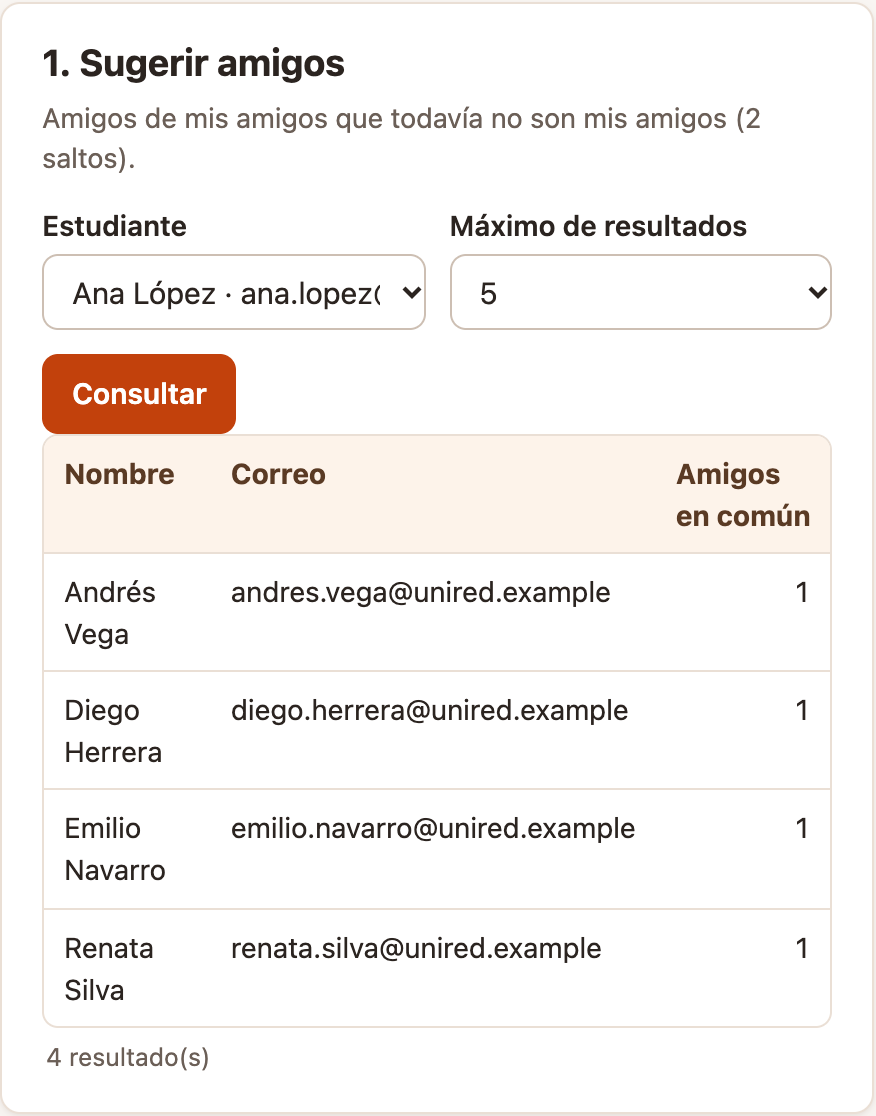 1. Sugerir amigos
Amigos de mis amigos que todavía no son mis amigos (2
saltos).
Estudiante
Máximo de resultados
Ana López · ana.lopez(
5
Consultar
Nombre
Correo
Amigos
en común
Andrés
Vega
andres.vega@unired.example
1
Diego
Herrera
diego.herrera@unired.example
1
Emilio
Navarro
emilio.navarro@unired.example
1
Renata
Silva
renata.silva@unired.example
1
4 resultado(s)